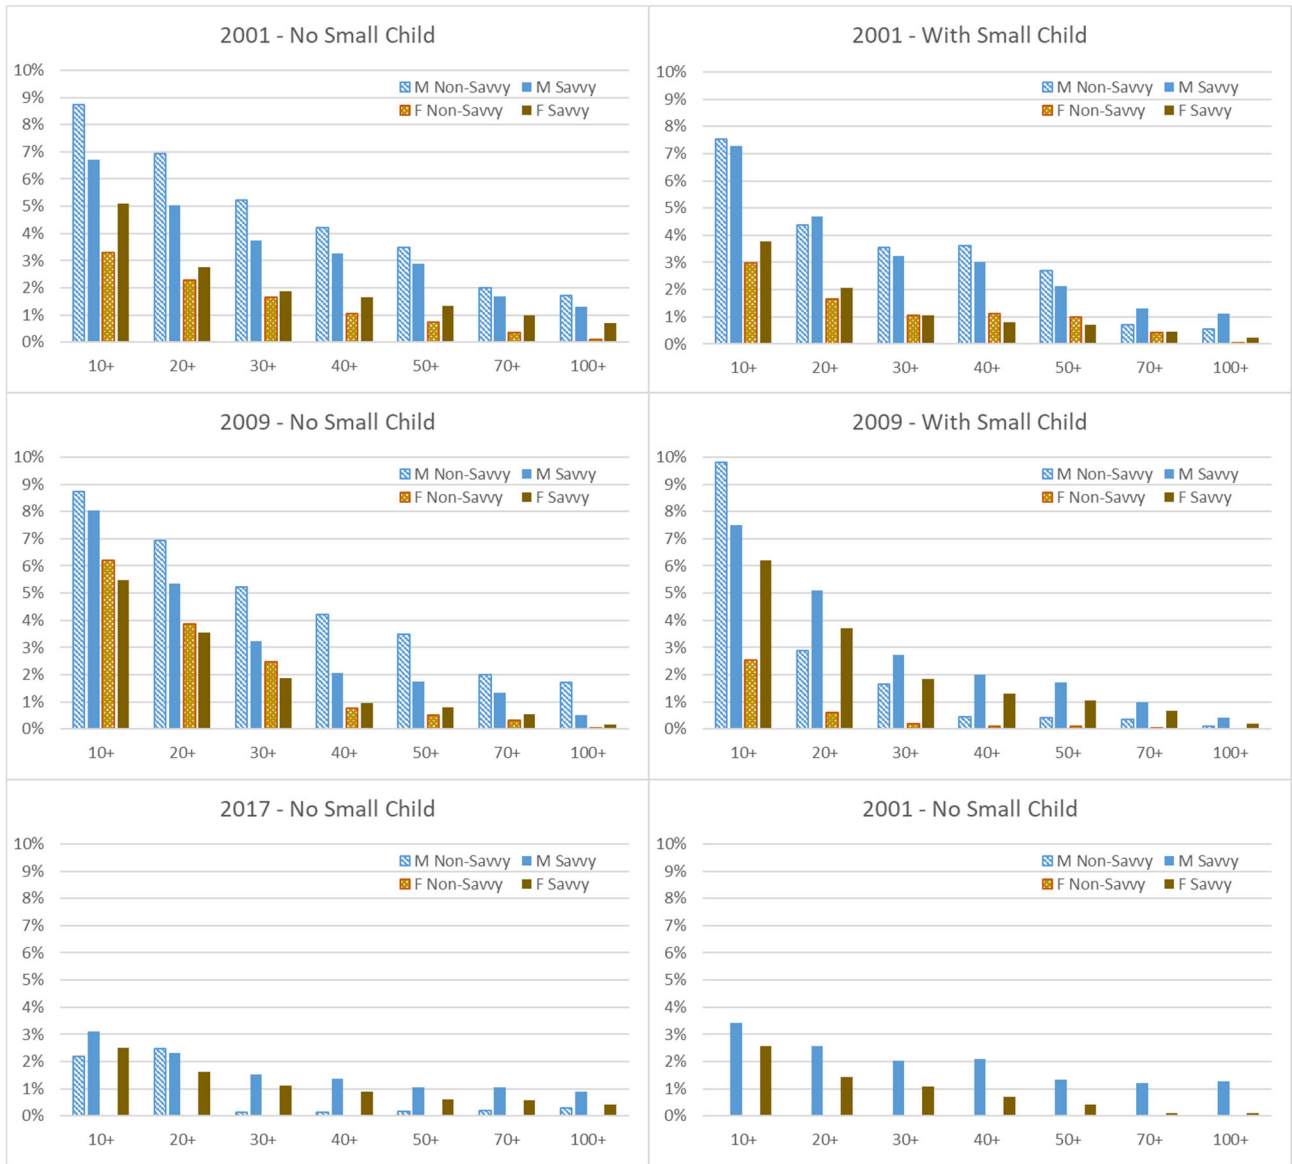 2001 - No Small Child
10%
9%
8%
7%
6%
5%
4%
3%
2%
1%
0%
M Non-Savvy M Savvy
F Non-Savvy F Savvy
10+ 20+ 30+ 40+ 50+ 70+ 100+
2001 - With Small Child
10%
9%
8%
7%
6%
5%
4%
3%
2%
1%
0%
M Non-Savvy M Savvy
F Non-Savvy F Savvy
10+ 20+ 30+ 40+ 50+ 70+ 100+
2009 - No Small Child
10%
9%
8%
7%
6%
5%
4%
3%
2%
1%
0%
M Non-Savvy M Savvy
F Non-Savvy F Savvy
10+ 20+ 30+ 40+ 50+ 70+ 100+
2009 - With Small Child
10%
9%
8%
7%
6%
5%
4%
3%
2%
1%
0%
M Non-Savvy M Savvy
F Non-Savvy F Savvy
10+ 20+ 30+ 40+ 50+ 70+ 100+
2017 - No Small Child
10%
9%
8%
7%
6%
5%
4%
3%
2%
1%
0%
M Non-Savvy M Savvy
F Non-Savvy F Savvy
10+ 20+ 30+ 40+ 50+ 70+ 100+
2001 - No Small Child
10%
9%
8%
7%
6%
5%
4%
3%
2%
1%
0%
M Non-Savvy M Savvy
F Non-Savvy F Savvy
10+ 20+ 30+ 40+ 50+ 70+ 100+